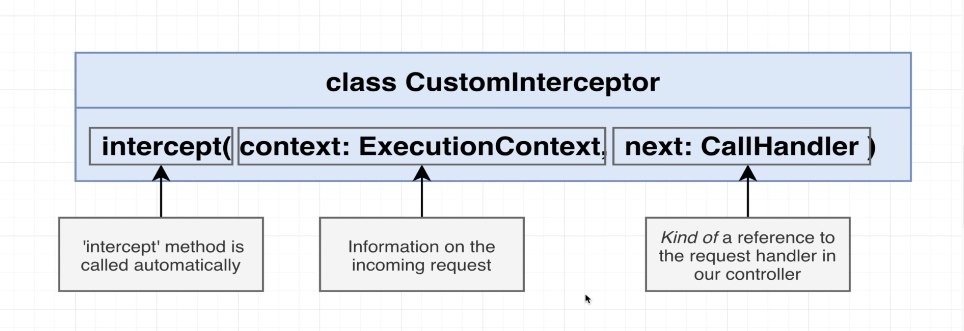 class CustomInterceptor
intercept( context: ExecutionContext, next: CallHandler )
'intercept' method is
called automatically
Information on the
incoming request
Kind of a reference to
the request handler in
our controller